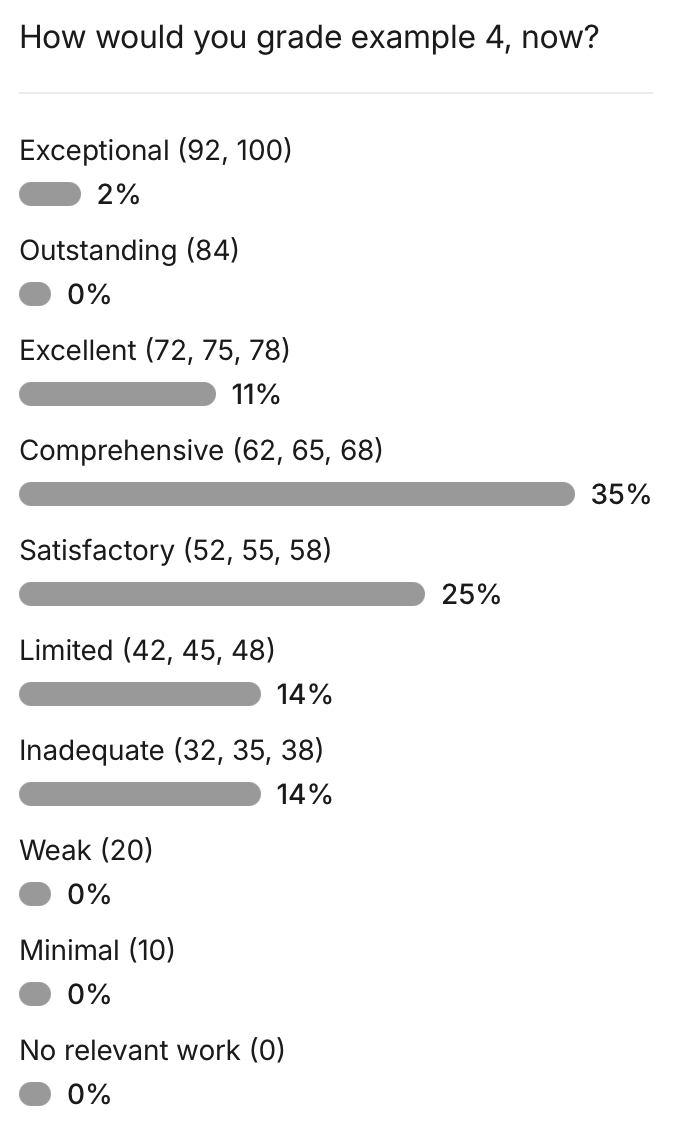 How would you grade example 4, now?
Exceptional (92, 100)
2%
Outstanding (84)
0%
Excellent (72, 75, 78)
11%
Comprehensive (62, 65, 68)
35%
Satisfactory (52, 55, 58)
25%
Limited (42, 45, 48)
14%
Inadequate (32, 35, 38)
14%
Weak (20)
0%
Minimal (10)
0%
No relevant work (0)
0%